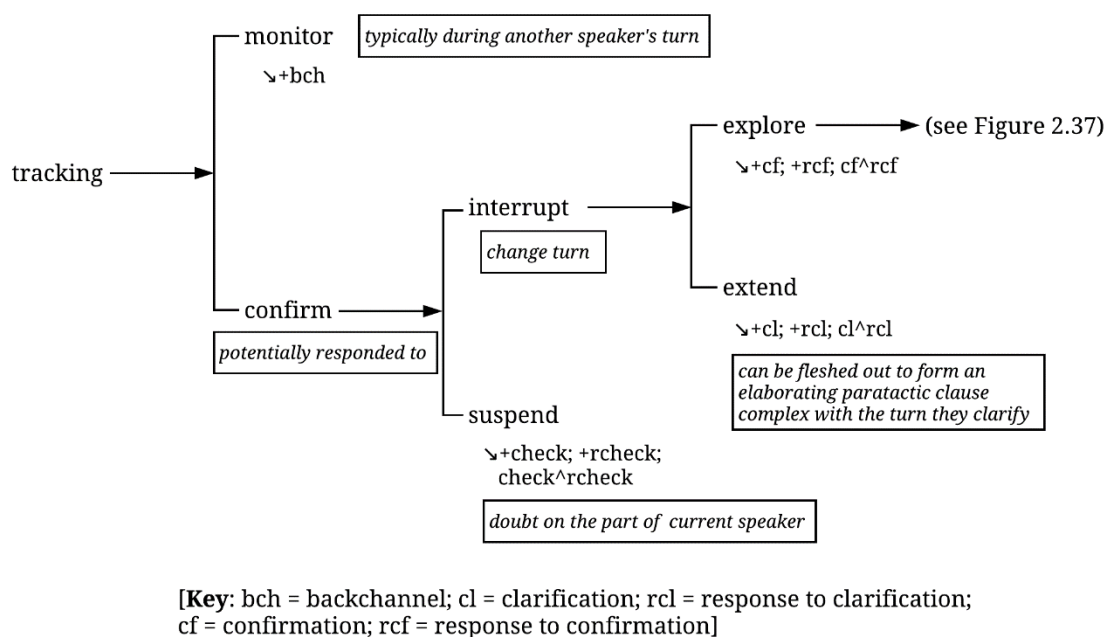 monitor
typically during another speaker's turn
↘+bch
explore
(see Figure 2.37)
↘+cf; +rcf; cf^rcf
tracking
interrupt
change turn
extend
↘+cl; +rcl; cl^rcl
confirm
potentially responded to
can be fleshed out to form an
elaborating paratactic clause
complex with the turn they clarify
suspend
↘+check; +rcheck;
check^rcheck
doubt on the part of current speaker
[Key: bch = backchannel; cl = clarification; rcl = response to clarification;
cf = confirmation; rcf = response to confirmation]